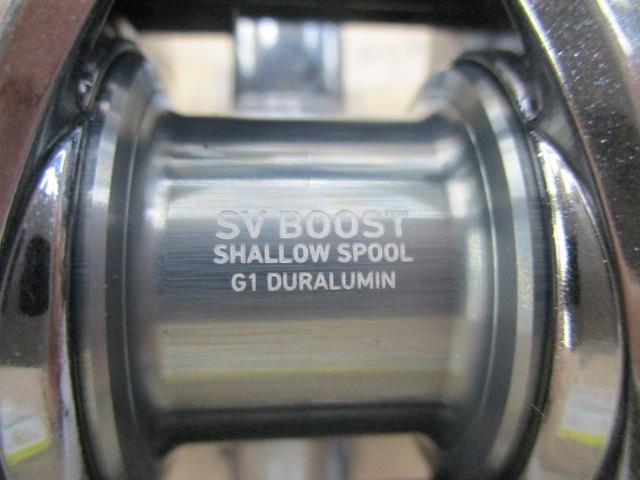 SV BOOST
SHALLOW SPOOL
G1 DURALUMIN